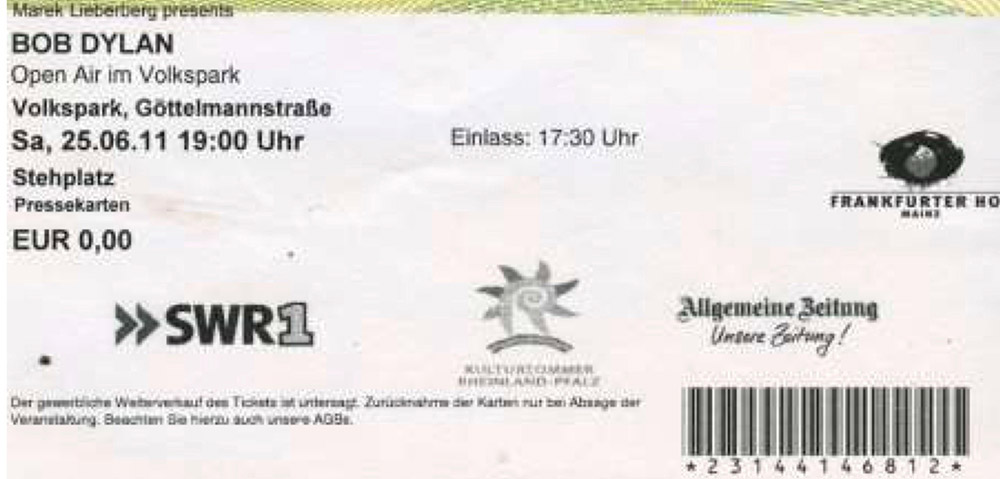 Marek Lieberberg presents
BOB DYLAN
Open Air im Volkspark
Volkspark, Göttelmannstraße
Sa, 25.06.11 19:00 Uhr
Einlass: 17:30 Uhr
Stehplatz
Pressekarten
EUR 0,00
FRANKFURTER HO
MAINZ
SWR1
KULTURSOMMER
RHEINLAND-PFALZ
Allgemeine Zeitung
Unsere Zeitung!
Der gewerbliche Weiterverkauf des Tickets ist untersagt. Zurücknahme der Karten nur bei Absage der
Veranstaltung. Beachten Sie hierzu auch unsere AGBs.
*23144146812*